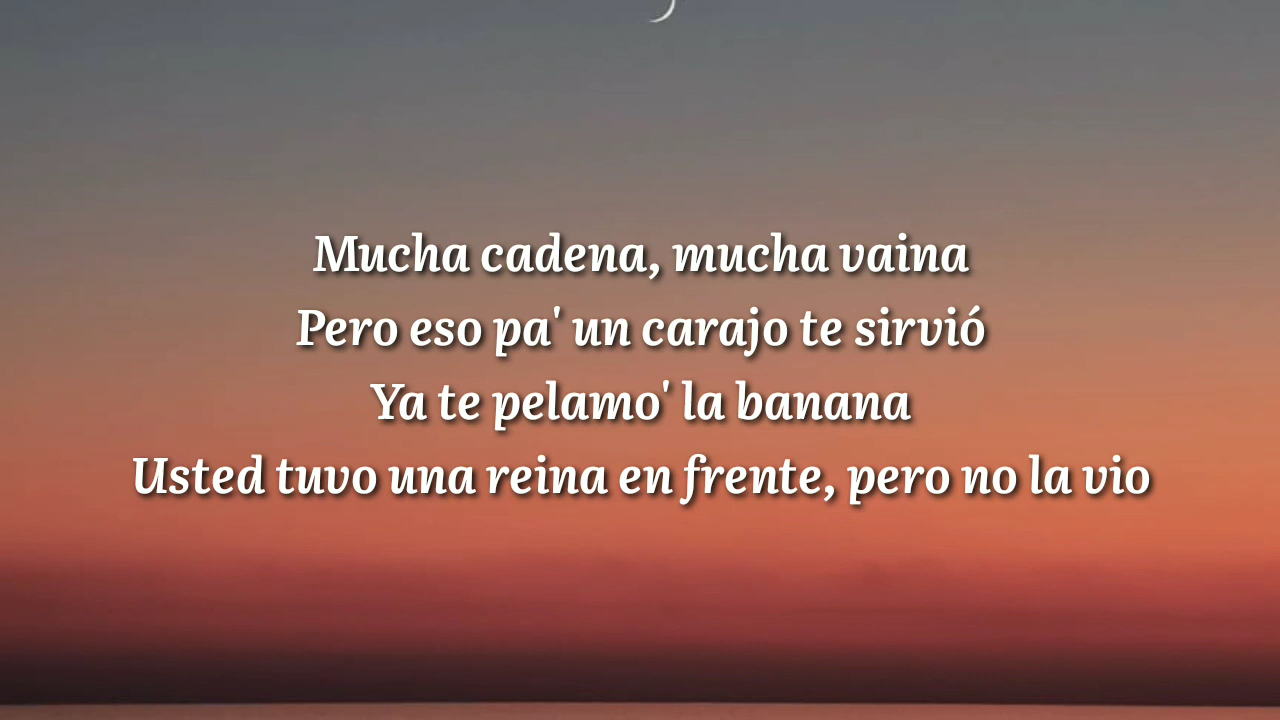 Mucha cadena, mucha vaina
Pero eso pa' un carajo te sirvió
Ya te pelamo' la banana
Usted tuvo una reina en frente, pero no la vio